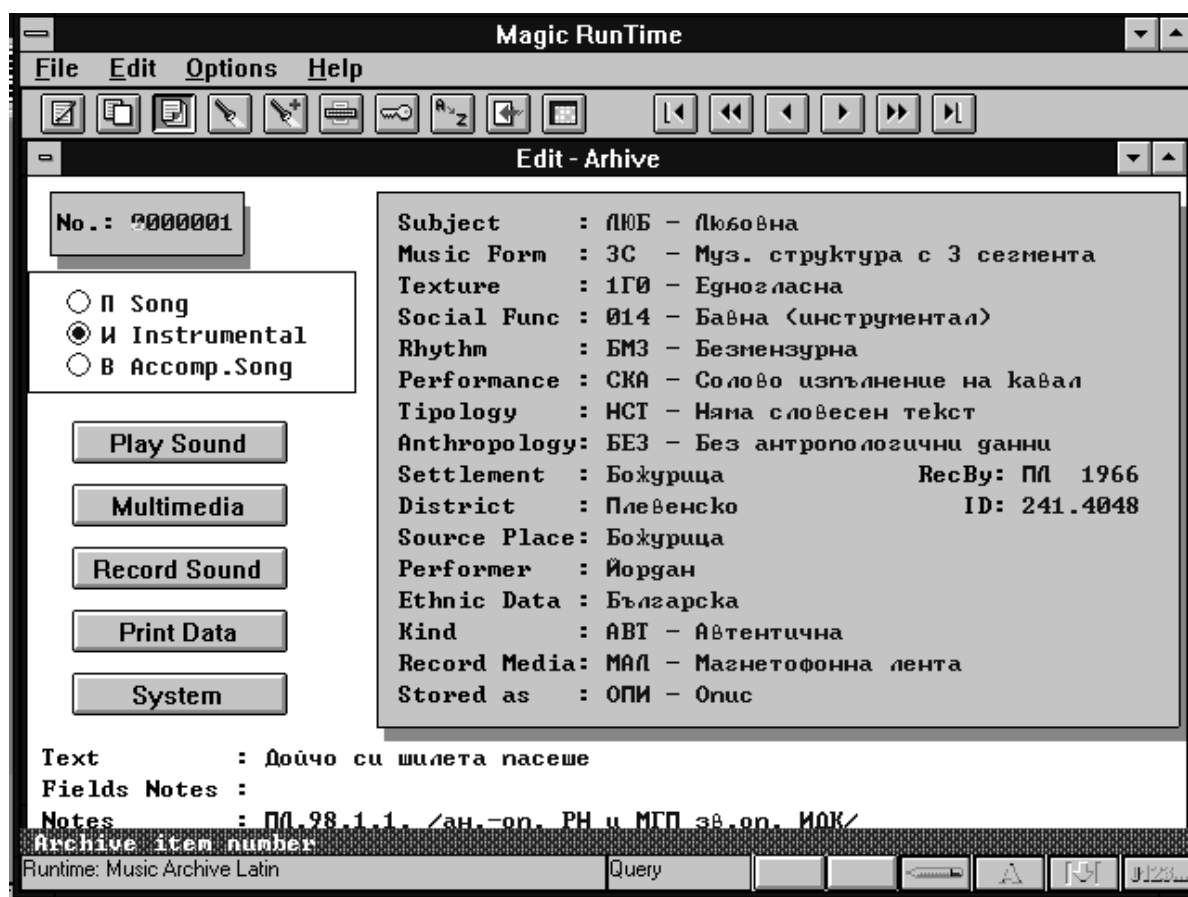 Magic RunTime
File Edit Options Help
Edit - Arhive
No.: 0000001
П Song
И Instrumental
В Accomp.Song
Play Sound
Multimedia
Record Sound
Print Data
System
Subject : ЛЮБ - Любовна
Music Form : 3С - Муз. структура с 3 сегмента
Texture : 1Г0 - Едногласна
Social Func : 014 - Бавна (инструментал)
Rhythm : БМЗ - Безмензурна
Performance : СКА - Солово изпълнение на кавал
Tipology : НСТ - Няма словесен текст
Anthropology: БЕЗ - Без антропологични данни
Settlement : Божурица RecBy: ПЛ 1966
District : Плевенско ID: 241.4048
Source Place: Божурица
Performer : Йордан
Ethnic Data : Българска
Kind : АВТ - Автентична
Record Media: МАЛ - Магнетофонна лента
Stored as : ОПИ - Опис
Text : Дойчо си шилета пасеше
Fields Notes :
Notes : ПЛ.98.1.1. /ан.-оп. РН и МГП зв.оп. ИДК/
Archive item number
Runtime: Music Archive Latin Query